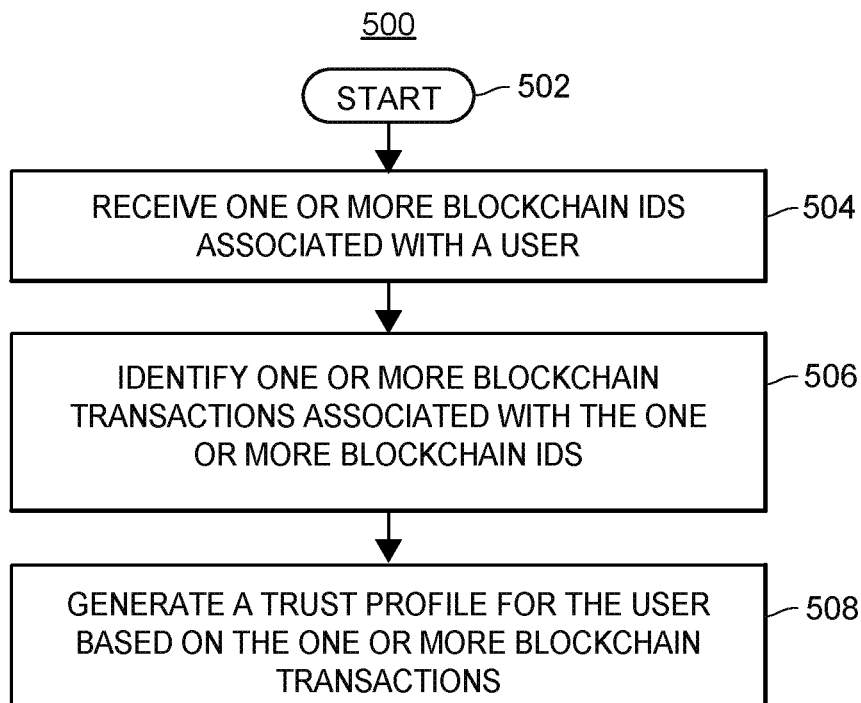 500
START
502
RECEIVE ONE OR MORE BLOCKCHAIN IDS
ASSOCIATED WITH A USER
504
IDENTIFY ONE OR MORE BLOCKCHAIN
TRANSACTIONS ASSOCIATED WITH THE ONE
OR MORE BLOCKCHAIN IDS
506
GENERATE A TRUST PROFILE FOR THE USER
BASED ON THE ONE OR MORE BLOCKCHAIN
TRANSACTIONS
508